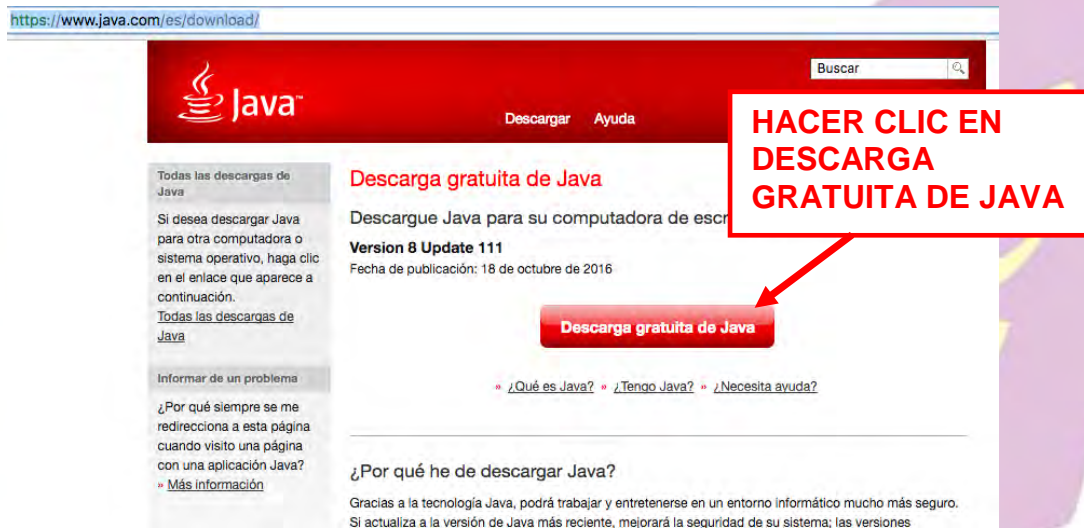 https://www.java.com/es/download/
Buscar
Java™
Descargar Ayuda
HACER CLIC EN
DESCARGA
GRATUITA DE JAVA
Todas las descargas de
Java
Si desea descargar Java
para otra computadora o
sistema operativo, haga clic
en el enlace que aparece a
continuación.
Todas las descargas de
Java
Informar de un problema
¿Por qué siempre se me
redirecciona a esta página
cuando visito una página
con una aplicación Java?
» Más información
Descarga gratuita de Java
Descargue Java para su computadora de escr
Version 8 Update 111
Fecha de publicación: 18 de octubre de 2016
Descarga gratuita de Java
» ¿Qué es Java? » ¿Tengo Java? » ¿Necesita ayuda?
¿Por qué he de descargar Java?
Gracias a la tecnología Java, podrá trabajar y entretenerse en un entorno informático mucho más seguro.
Si actualiza a la versión de Java más reciente, mejorará la seguridad de su sistema; las versiones